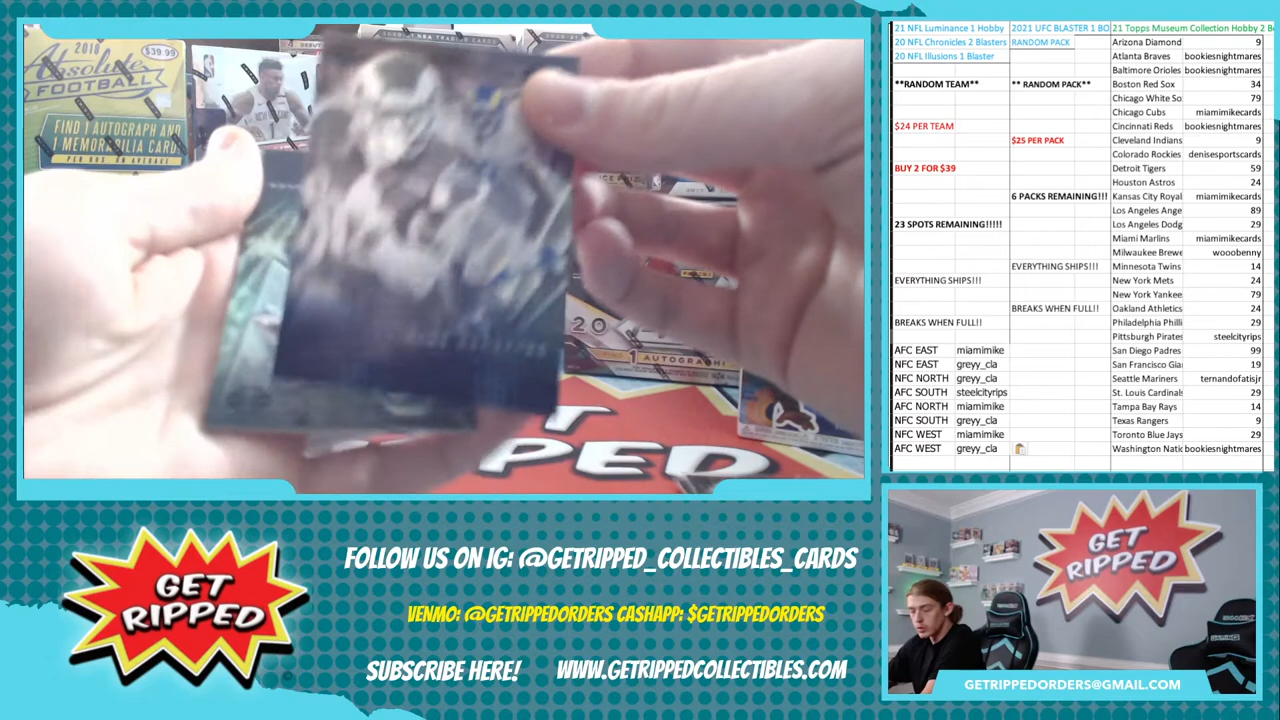 2018
$39.99
Absolute
FOOTBALL
FIND 1 AUTOGRAPH AND
1 MEMORABILIA CARD
PER BOX ON AVERAGE
20
1 AUTOGRAPH
T
PPED
21 NFL Luminance 1 Hobby
20 NFL Chronicles 2 Blasters
20 NFL Illusions 1 Blaster
**RANDOM TEAM**
$24 PER TEAM
BUY 2 FOR $39
23 SPOTS REMAINING!!!!!
EVERYTHING SHIPS!!!
BREAKS WHEN FULL!!
AFC EAST miamimike
NFC EAST greyy_cla
NFC NORTH greyy_cla
AFC SOUTH steelcityrips
AFC NORTH miamimike
NFC SOUTH greyy_cla
NFC WEST miamimike
AFC WEST greyy_cla
2021 UFC BLASTER 1 BO
RANDOM PACK
** RANDOM PACK**
$25 PER PACK
6 PACKS REMAINING!!!
EVERYTHING SHIPS!!!
BREAKS WHEN FULL!!
21 Topps Museum Collection Hobby 2 B
Arizona Diamond 9
Atlanta Braves bookiesnightmares
Baltimore Orioles bookiesnightmares
Boston Red Sox 34
Chicago White So 79
Chicago Cubs miamimikecards
Cincinnati Reds bookiesnightmares
Cleveland Indians 9
Colorado Rockies denisesportscards
Detroit Tigers 59
Houston Astros 24
Kansas City Royal miamimikecards
Los Angeles Ange 89
Los Angeles Dodg 29
Miami Marlins miamimikecards
Milwaukee Brewe wooobenny
Minnesota Twins 14
New York Mets 24
New York Yankee 79
Oakland Athletics 24
Philadelphia Philli 29
Pittsburgh Pirates steelcityrips
San Diego Padres 99
San Francisco Gia 19
Seattle Mariners ternandofatisjr
St. Louis Cardinals 29
Tampa Bay Rays 14
Texas Rangers 9
Toronto Blue Jays 29
Washington Natic bookiesnightmares
GET
RIPPED
FOLLOW US ON IG: @GETRIPPED_COLLECTIBLES_CARDS
VENMO: @GETRIPPEDORDERS CASHAPP: $GETRIPPEDORDERS
SUBSCRIBE HERE! WWW.GETRIPPEDCOLLECTIBLES.COM
GET
RIPPED
GETRIPPEDORDERS@GMAIL.COM